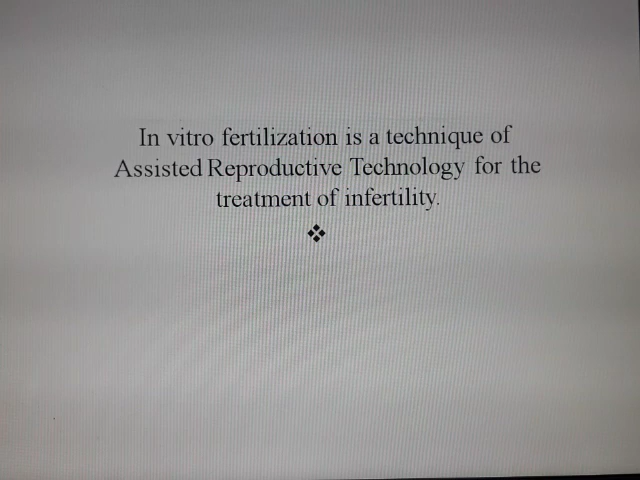 In vitro fertilization is a technique of
Assisted Reproductive Technology for the
treatment of infertility.
❖